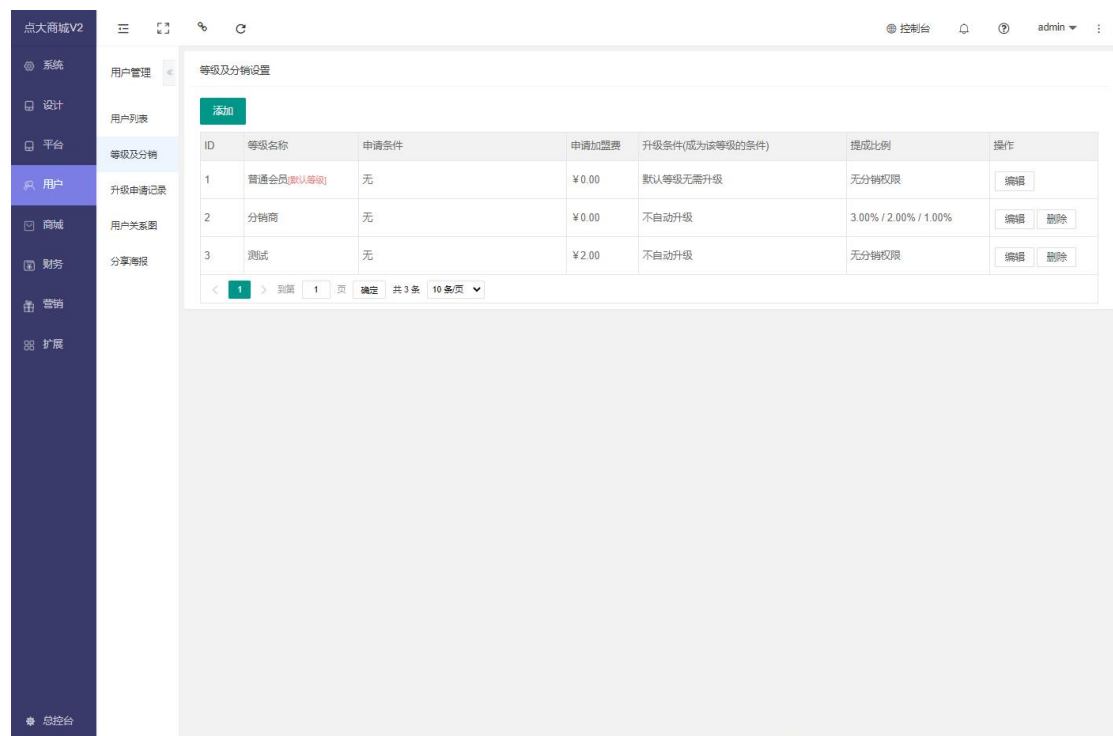 点大商城V2
控制台
admin
系统
设计
平台
用户
商城
财务
营销
扩展
总控台
用户管理
用户列表
等级及分销
升级申请记录
用户关系图
分享海报
等级及分销设置
添加
ID 等级名称 申请条件 申请加盟费 升级条件(成为该等级的条件) 提成比例 操作
1 普通会员[默认等级] 无 ¥0.00 默认等级无需升级 无分销权限 编辑
2 分销商 无 ¥0.00 不自动升级 3.00% / 2.00% / 1.00% 编辑 删除
3 测试 无 ¥2.00 不自动升级 无分销权限 编辑 删除
1 到第 1 页 确定 共 3 条 10 条/页